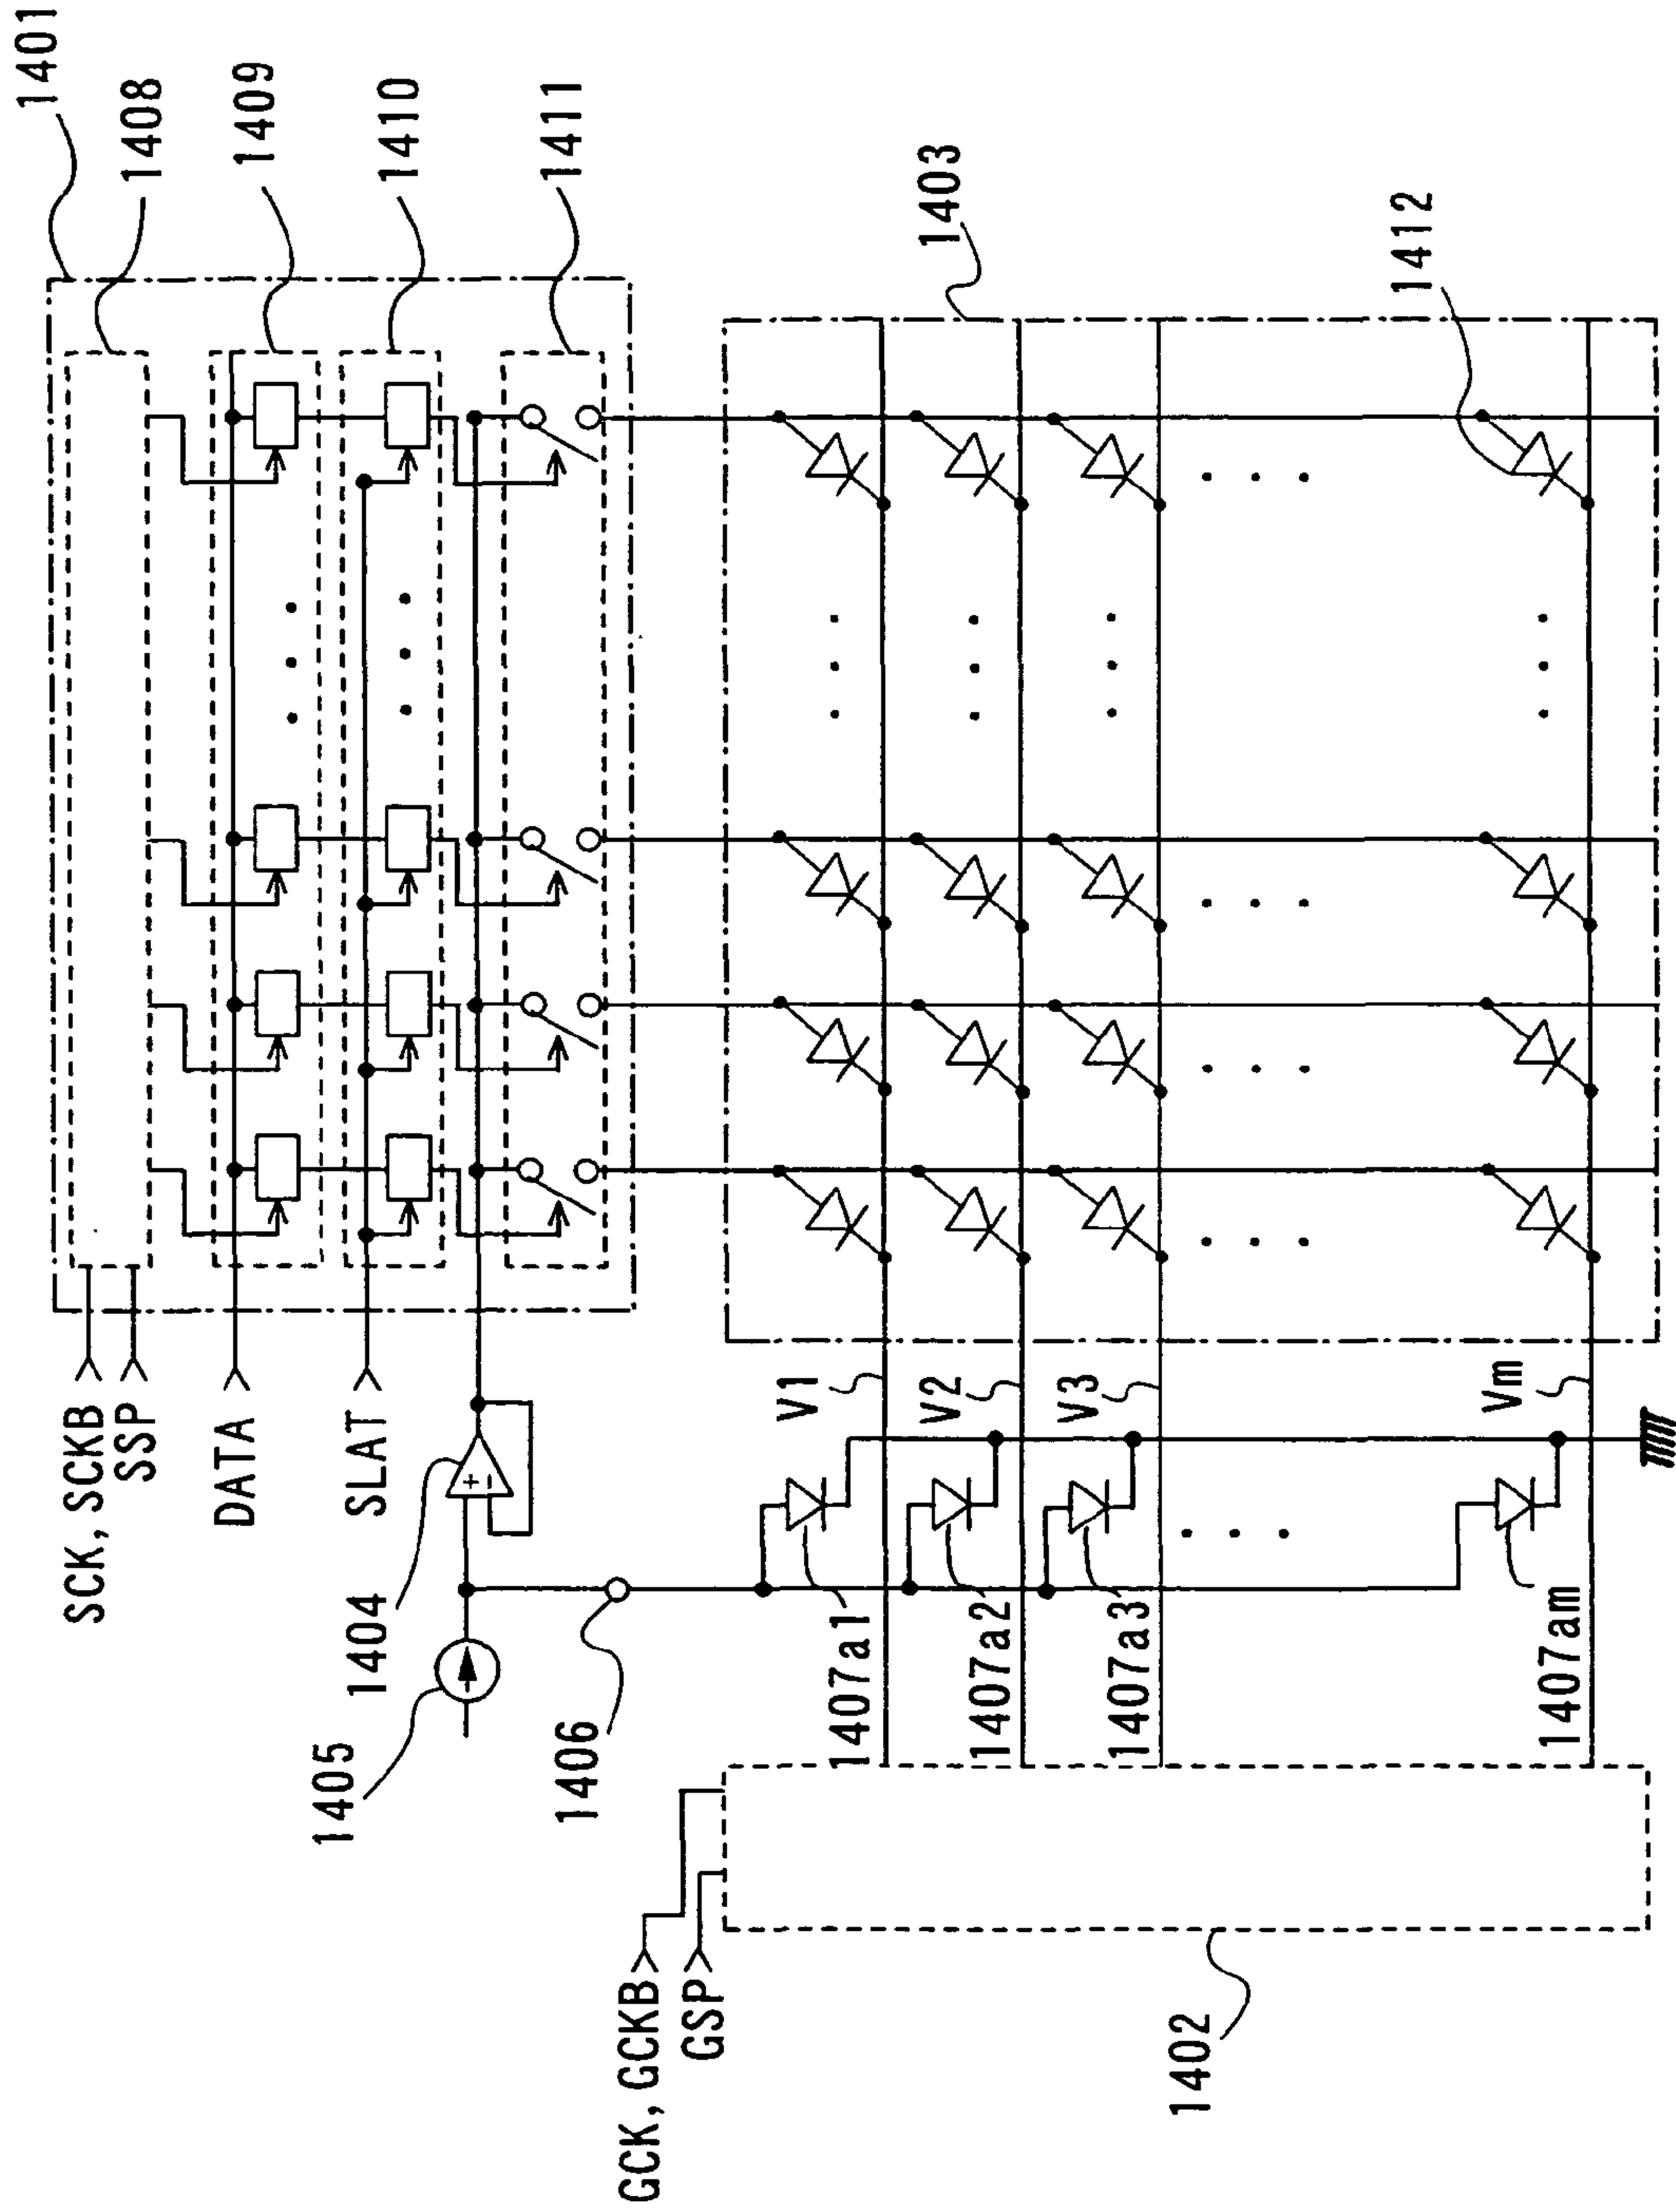 1401
1408
1409
1410
1411
1403
1412
SCK, SCKB
SSP
DATA
SLAT
1404
+
−
1405
1406
V1
V2
V3
Vm
1407a1
1407a2
1407a3
1407am
GCK, GCKB
GSP
1402